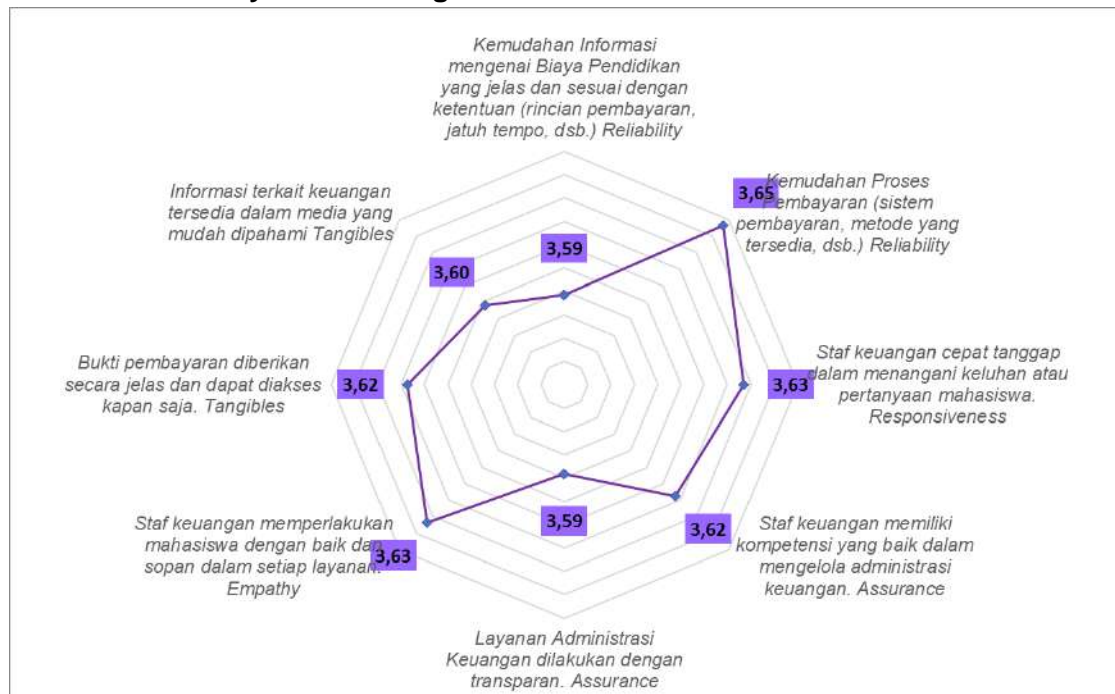 Kemudahan Informasi
mengenai Biaya Pendidikan
yang jelas dan sesuai dengan
ketentuan (rincian pembayaran,
jatuh tempo, dsb.) Reliability
3,59
3,65
Kemudahan Proses
Pembayaran (sistem
pembayaran, metode yang
tersedia, dsb.) Reliability
3,63
Staf keuangan cepat tanggap
dalam menangani keluhan atau
pertanyaan mahasiswa.
Responsiveness
3,62
Staf keuangan memiliki
kompetensi yang baik dalam
mengelola administrasi
keuangan. Assurance
3,59
Layanan Administrasi
Keuangan dilakukan dengan
transparan. Assurance
Staf keuangan memperlakukan
mahasiswa dengan baik dan
sopan dalam setiap layanan.
Empathy
3,63
Bukti pembayaran diberikan
secara jelas dan dapat diakses
kapan saja. Tangibles
3,62
Informasi terkait keuangan
tersedia dalam media yang
mudah dipahami Tangibles
3,60